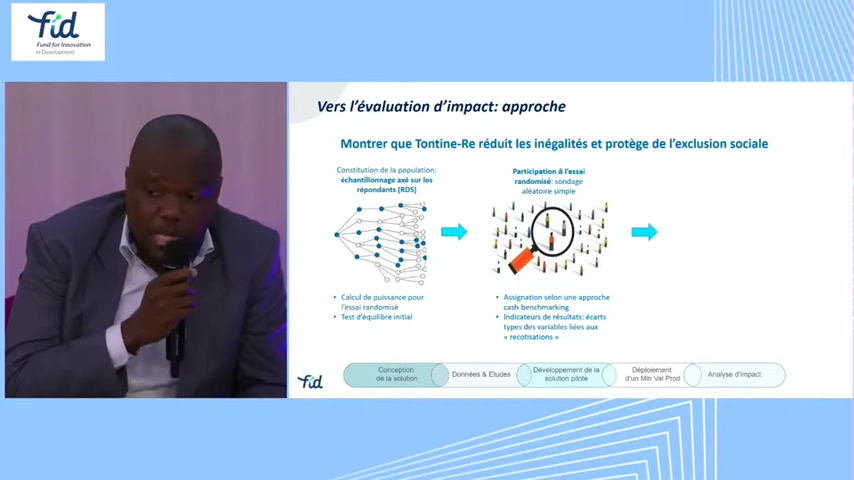 fid
Fund for Innovation
in Development
Vers l'évaluation d'impact: approche
Montrer que Tontine-Re réduit les inégalités et protège de l'exclusion sociale
Constitution de la population:
échantillonnage axé sur les
répondants (RDS)
• Calcul de puissance pour
l'essai randomisé
• Test d'équilibre initial
Participation à l'essai
randomisé: sondage
aléatoire simple
• Assignation selon une approche
cash-benchmarking
• Indicateurs de résultats: écarts
types des variables liées aux
« recotisations »
fid
Conception
de la solution
Données & Etudes
Développement de la
solution pilote
Déploiement
d'un Min Val Prod
Analyse d'impact